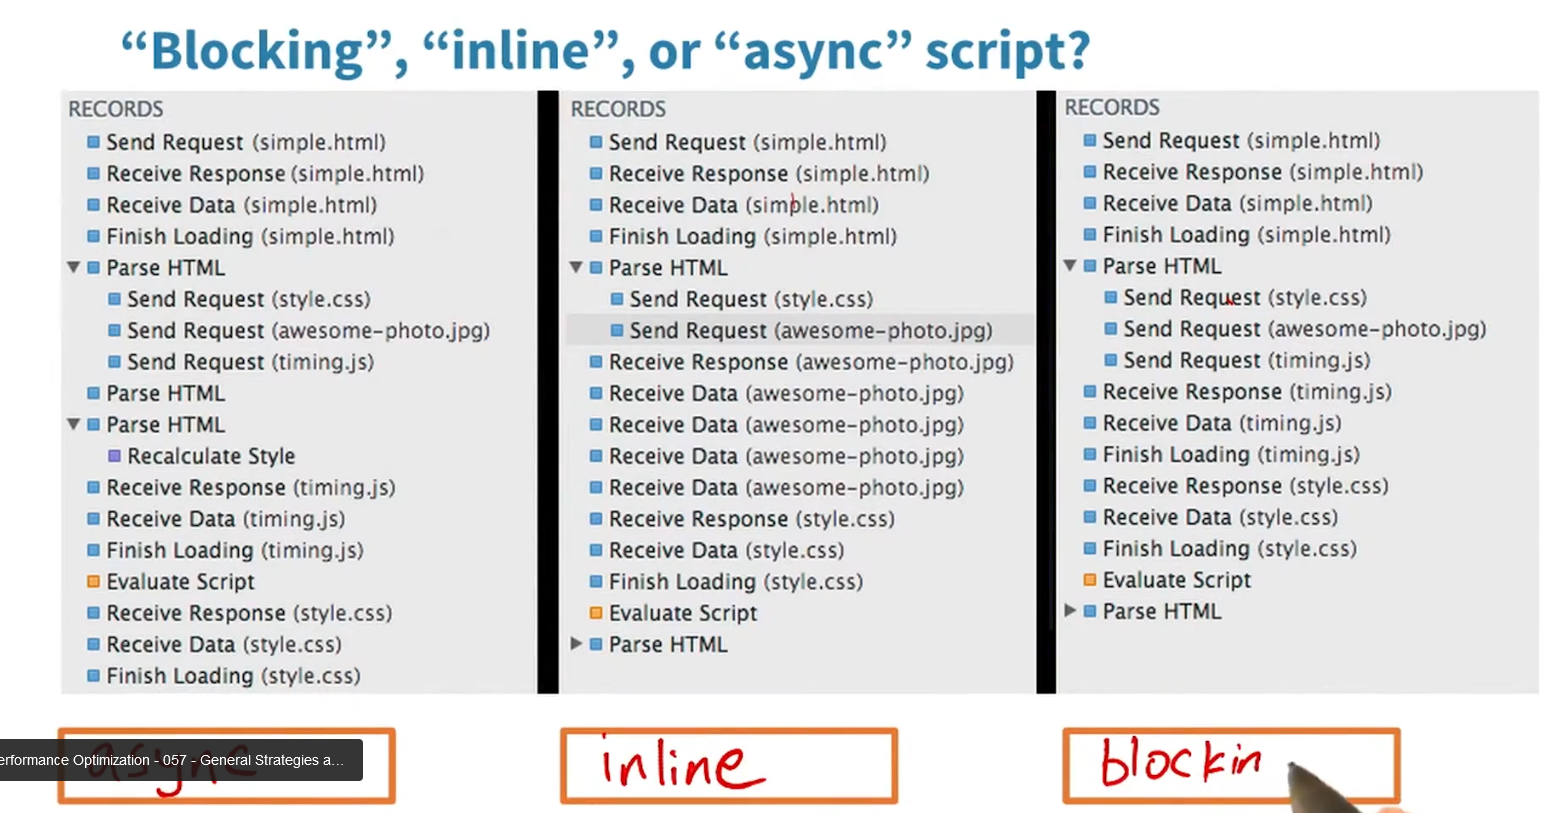 “Blocking”, “inline”, or “async” script?
RECORDS
Send Request (simple.html)
Receive Response (simple.html)
Receive Data (simple.html)
Finish Loading (simple.html)
Parse HTML
Send Request (style.css)
Send Request (awesome-photo.jpg)
Send Request (timing.js)
Parse HTML
Parse HTML
Recalculate Style
Receive Response (timing.js)
Receive Data (timing.js)
Finish Loading (timing.js)
Evaluate Script
Receive Response (style.css)
Receive Data (style.css)
Finish Loading (style.css)
async
RECORDS
Send Request (simple.html)
Receive Response (simple.html)
Receive Data (simple.html)
Finish Loading (simple.html)
Parse HTML
Send Request (style.css)
Send Request (awesome-photo.jpg)
Receive Response (awesome-photo.jpg)
Receive Data (awesome-photo.jpg)
Receive Data (awesome-photo.jpg)
Receive Data (awesome-photo.jpg)
Receive Data (awesome-photo.jpg)
Receive Response (style.css)
Receive Data (style.css)
Finish Loading (style.css)
Evaluate Script
Parse HTML
inline
RECORDS
Send Request (simple.html)
Receive Response (simple.html)
Receive Data (simple.html)
Finish Loading (simple.html)
Parse HTML
Send Request (style.css)
Send Request (awesome-photo.jpg)
Send Request (timing.js)
Receive Response (timing.js)
Receive Data (timing.js)
Finish Loading (timing.js)
Receive Response (style.css)
Receive Data (style.css)
Finish Loading (style.css)
Evaluate Script
Parse HTML
blockin
erformance Optimization - 057 - General Strategies a...